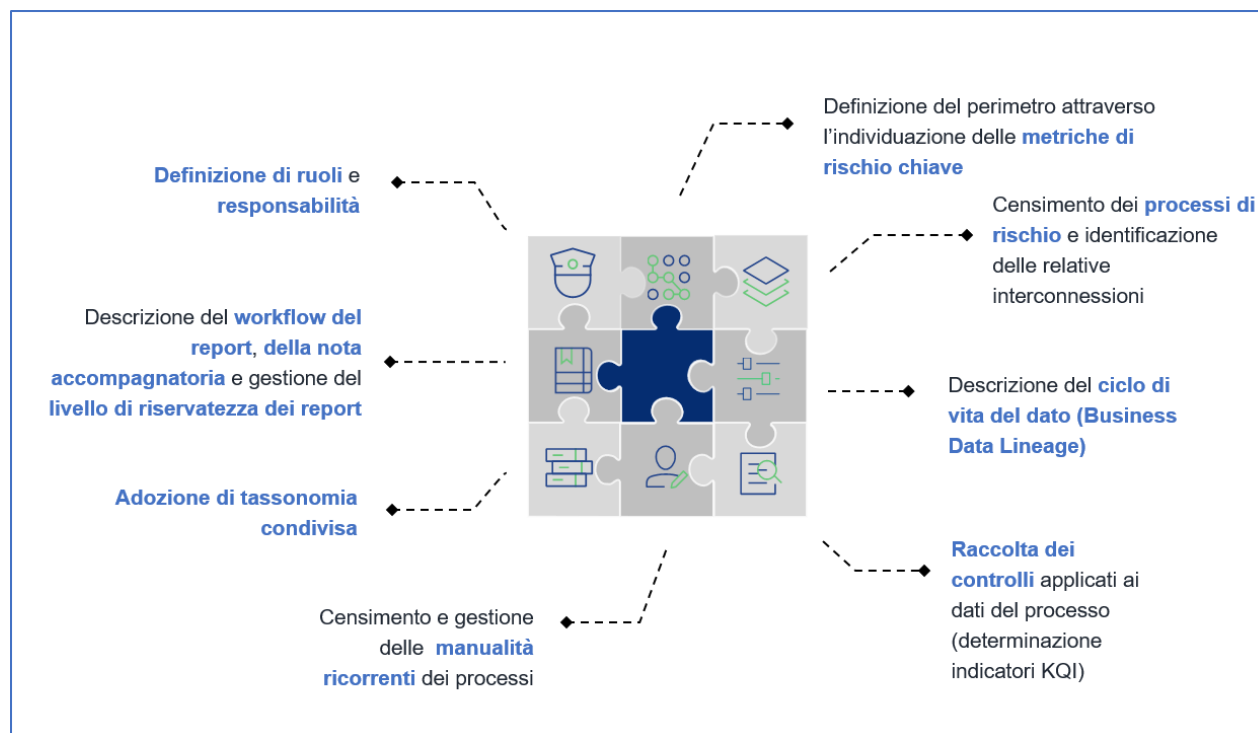 Definizione del perimetro attraverso
l'individuazione delle metriche di
rischio chiave
Definizione di ruoli e
responsabilità
Censimento dei processi di
rischio e identificazione
delle relative
interconnessioni
Descrizione del workflow del
report, della nota
accompagnatoria e gestione del
livello di riservatezza dei report
Descrizione del ciclo di
vita del dato (Business
Data Lineage)
Adozione di tassonomia
condivisa
Raccolta dei
controlli applicati ai
dati del processo
(determinazione
indicatori KQI)
Censimento e gestione
delle manualità
ricorrenti dei processi